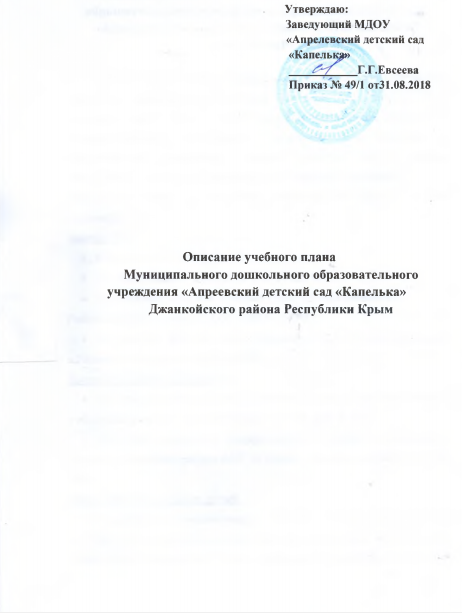 Утверждаю:
Заведующий МДОУ
«Апрелевский детский сад
«Капелька»
____________Г.Г.Евсеева
Приказ № 49/1 от31.08.2018
Описание учебного плана
Муниципального дошкольного образовательного
учреждения «Апреевский детский сад «Капелька»
Джанкойского района Республики Крым